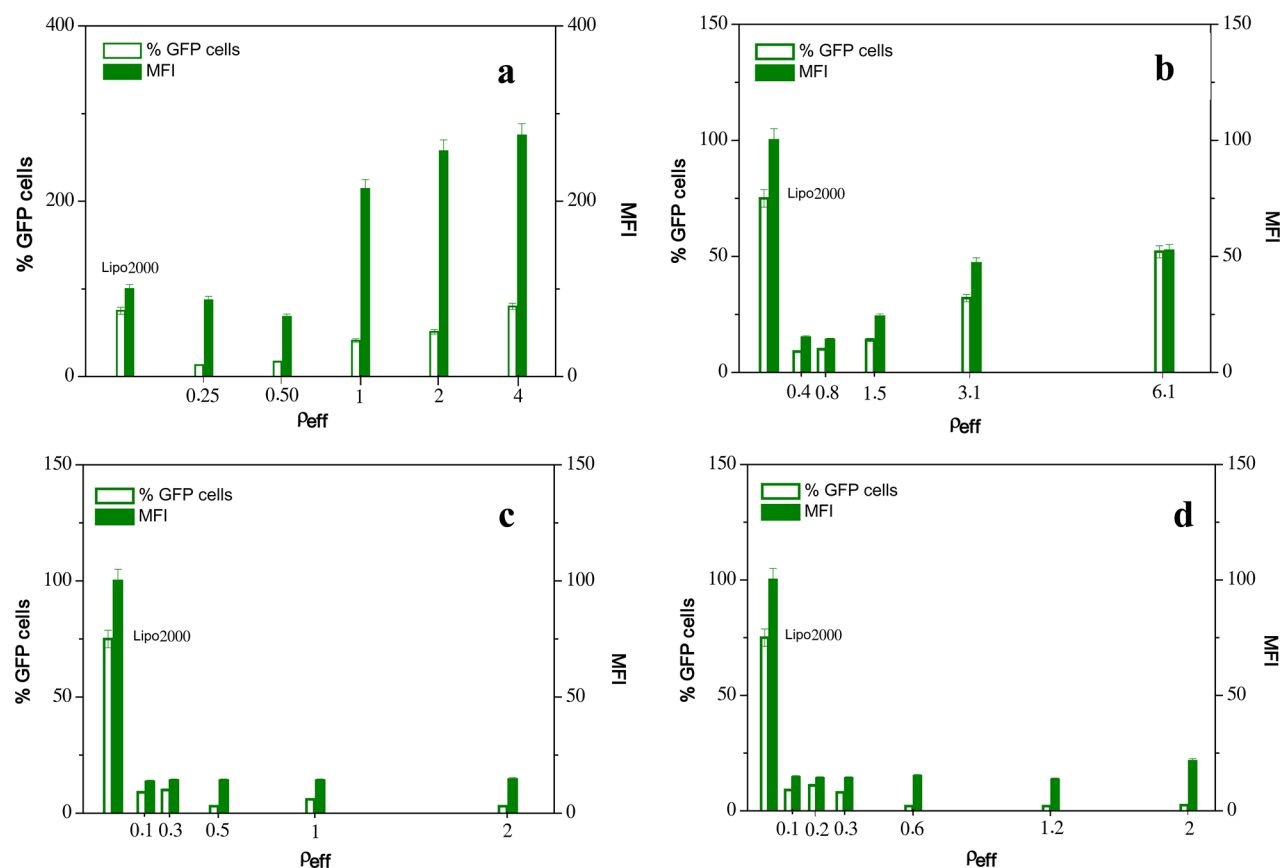 400
400
% GFP cells
MFI
a
200
200
% GFP cells
MFI
Lipo2000
0
0
0.25
0.50
1
2
4
ρeff
150
150
% GFP cells
MFI
b
100
100
Lipo2000
% GFP cells
MFI
50
50
0
0
0.4
0.8
1.5
3.1
6.1
ρeff
150
150
% GFP cells
MFI
c
100
100
Lipo2000
% GFP cells
MFI
50
50
0
0
0.1
0.3
0.5
1
2
ρeff
150
150
% GFP cells
MFI
d
100
100
Lipo2000
% GFP cells
MFI
50
50
0
0
0.1
0.2
0.3
0.6
1.2
2
ρeff